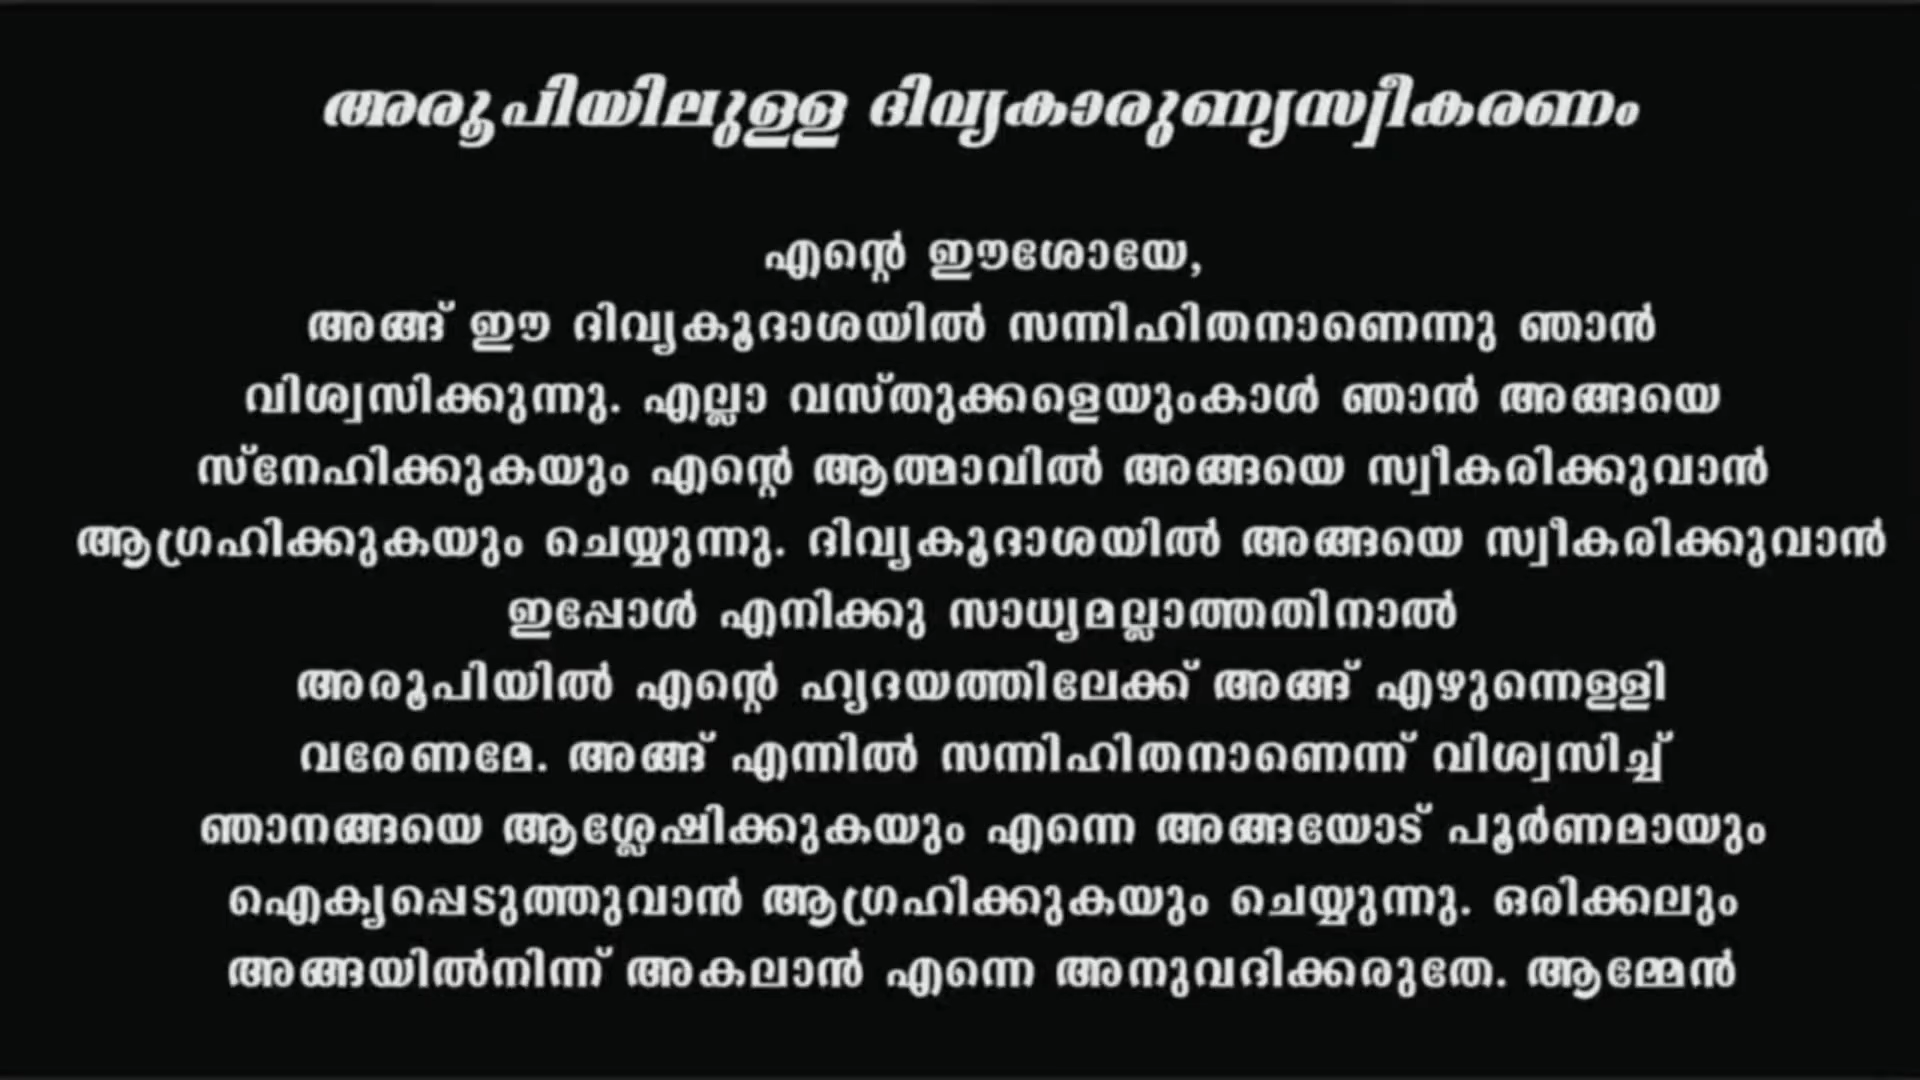 അരൂപിയിലുള്ള ദിവ്യകാരുണ്യസ്വീകരണം
എന്റെ ഈശോയേ,
അങ്ങ് ഈ ദിവ്യകൂദാശയിൽ സന്നിഹിതനാണെന്നു ഞാൻ
വിശ്വസിക്കുന്നു. എല്ലാ വസ്തുക്കളെയുംകാൾ ഞാൻ അങ്ങയെ
സ്നേഹിക്കുകയും എന്റെ ആത്മാവിൽ അങ്ങയെ സ്വീകരിക്കുവാൻ
ആഗ്രഹിക്കുകയും ചെയ്യുന്നു. ദിവ്യകൂദാശയിൽ അങ്ങയെ സ്വീകരിക്കുവാൻ
ഇപ്പോൾ എനിക്കു സാധ്യമല്ലാത്തതിനാൽ
അരൂപിയിൽ എന്റെ ഹൃദയത്തിലേക്ക് അങ്ങ് എഴുന്നെള്ളി
വരേണമേ. അങ്ങ് എന്നിൽ സന്നിഹിതനാണെന്ന് വിശ്വസിച്ച്
ഞാനങ്ങയെ ആശ്ലേഷിക്കുകയും എന്നെ അങ്ങയോട് പൂർണമായും
ഐക്യപ്പെടുത്തുവാൻ ആഗ്രഹിക്കുകയും ചെയ്യുന്നു. ഒരിക്കലും
അങ്ങയിൽനിന്ന് അകലാൻ എന്നെ അനുവദിക്കരുതേ. ആമ്മേൻ